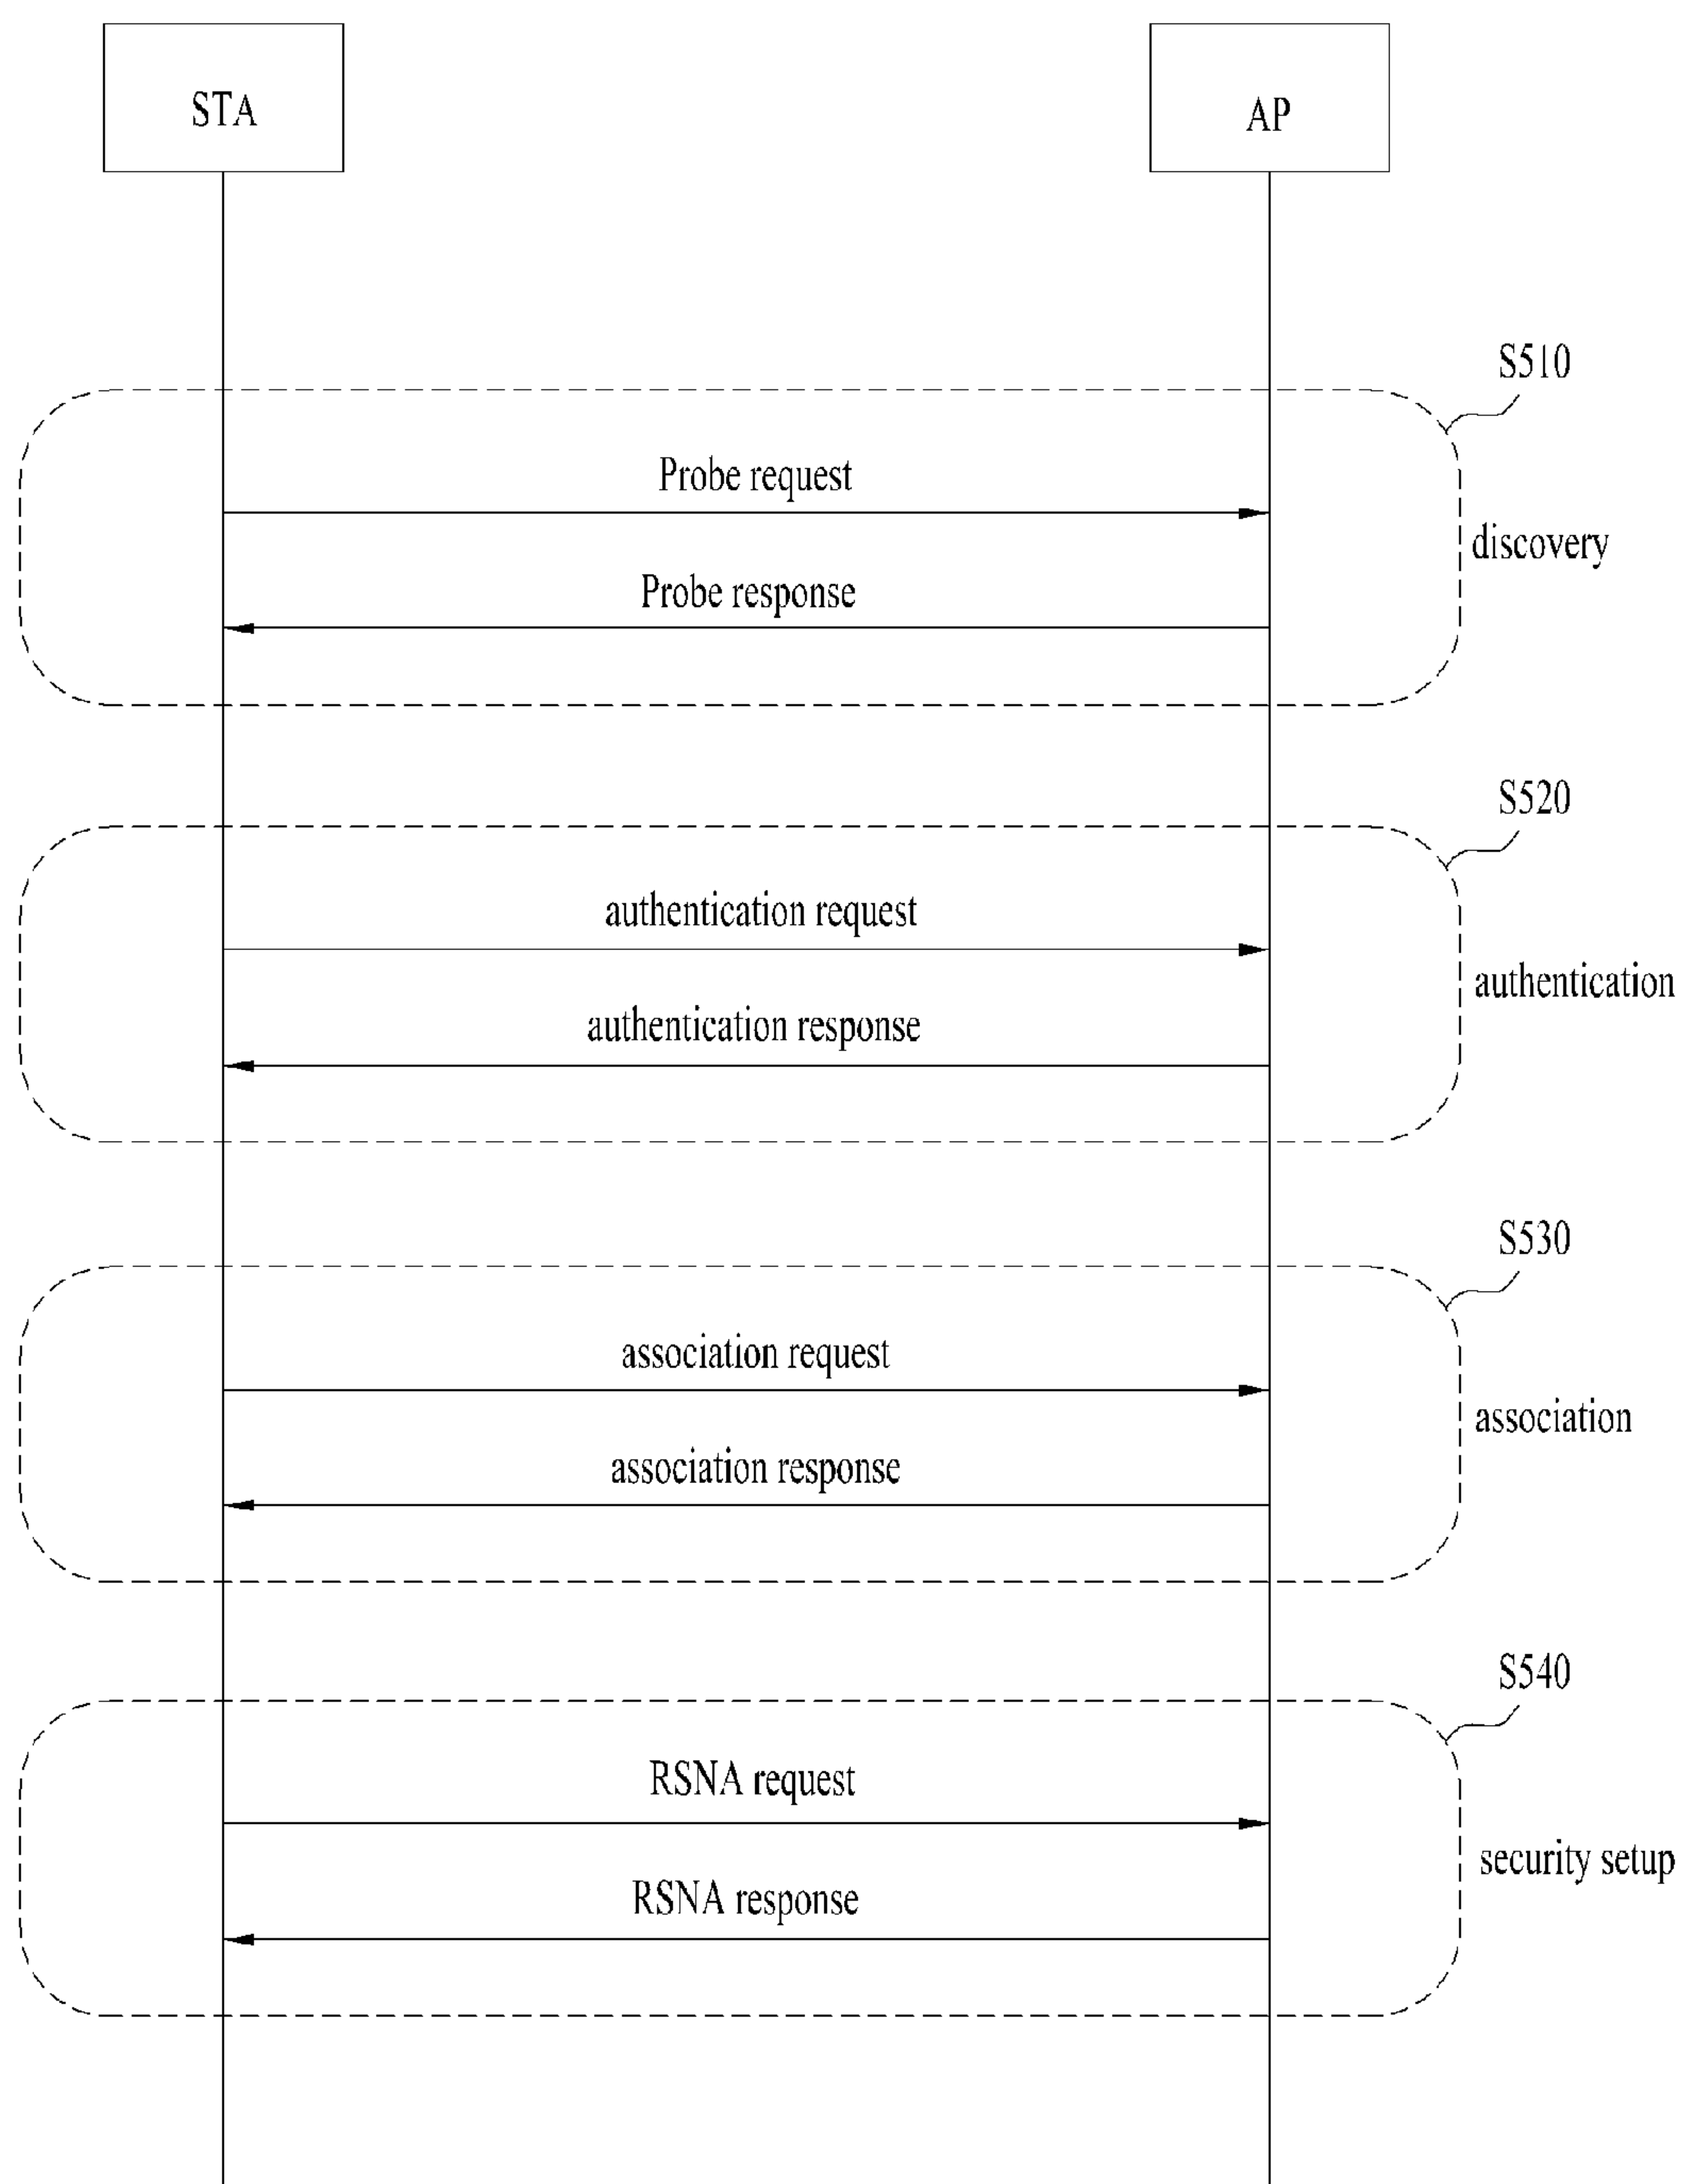 STA
AP
S510
Probe request
discovery
Probe response
S520
authentication request
authentication
authentication response
S530
association request
association
association response
S540
RSNA request
security setup
RSNA response